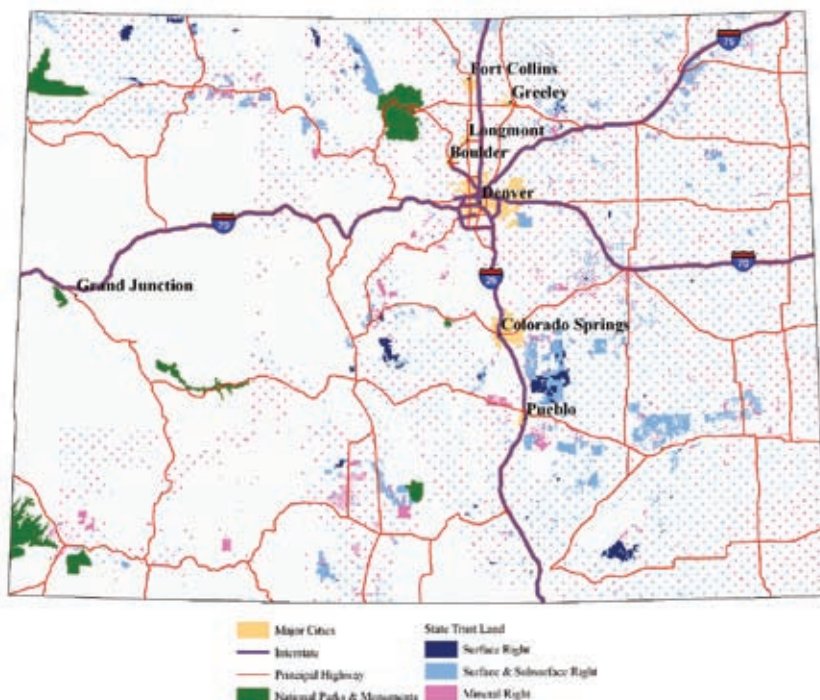 76
Fort Collins
Greeley
Longmont
Boulder
Denver
70
70
25
Grand Junction
Colorado Springs
Pueblo
Major Cities
Interstate
Principal Highway
National Parks & Monuments
State Trust Land
Surface Right
Surface & Subsurface Right
Mineral Right